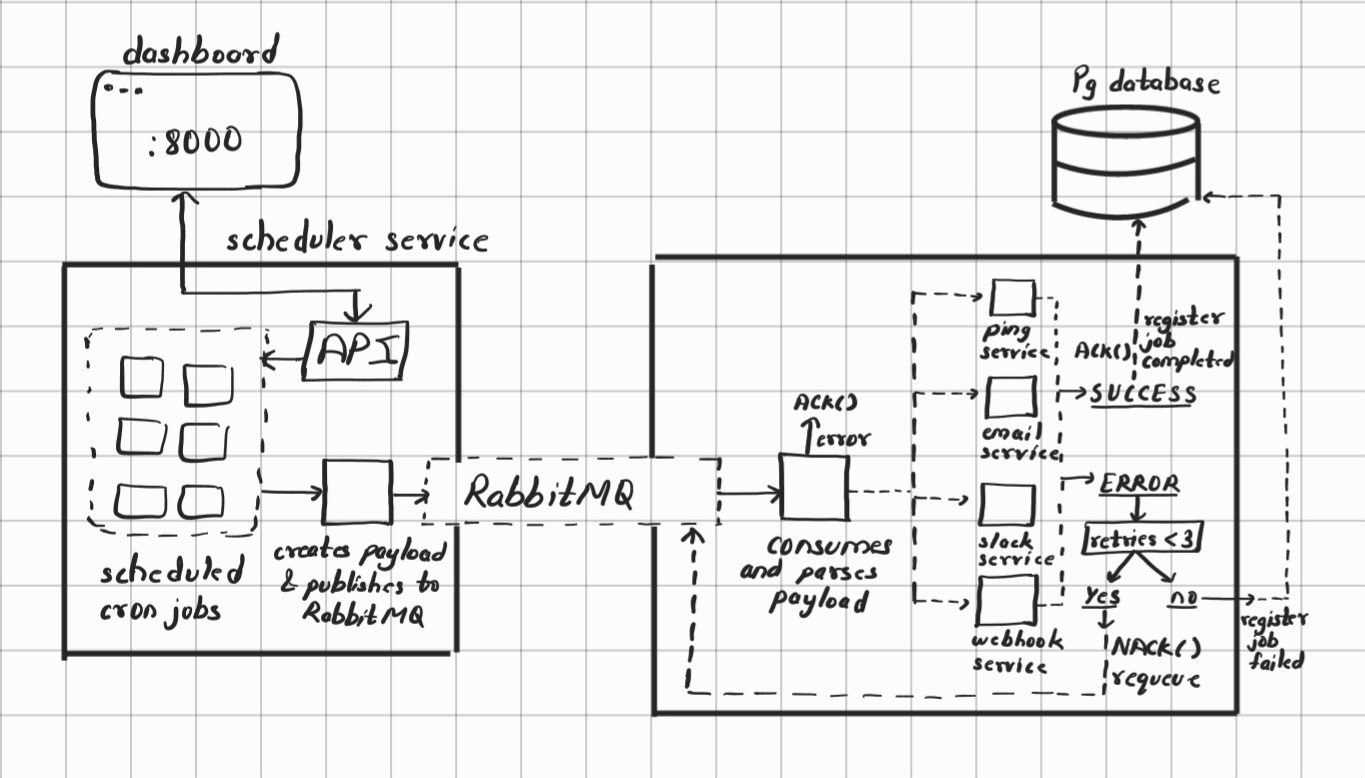 dashboard
:8000
scheduler service
API
scheduled
cron jobs
creates payload
& publishes to
RabbitMQ
RabbitMQ
ACK()
error
consumes
and parses
payload
ping
service
email
service
slack
service
webhook
service
Pg database
ACK()
register
job
completed
SUCCESS
ERROR
retries < 3
Yes
no
NACK()
requeue
register
job
failed